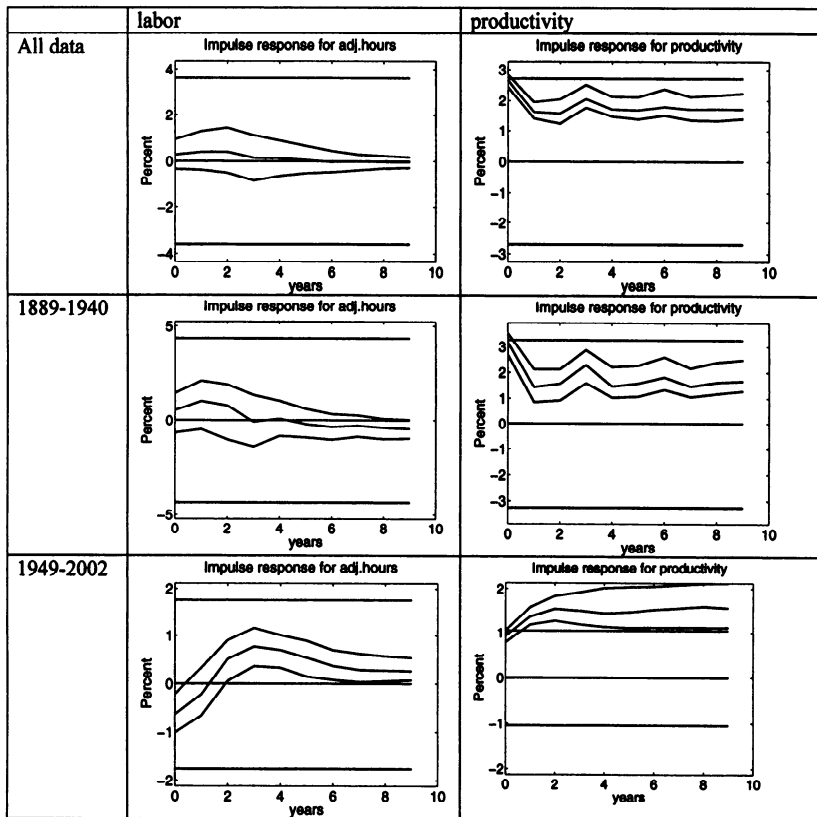 labor
productivity
All data
Impulse response for adj.hours
4
2
0
-2
-4
Percent
0 2 4 6 8 10
years
Impulse response for productivity
3
2
1
0
-1
-2
-3
Percent
0 2 4 6 8 10
years
1889-1940
Impulse response for adj.hours
5
0
-5
Percent
0 2 4 6 8 10
years
Impulse response for productivity
3
2
1
0
-1
-2
-3
Percent
0 2 4 6 8 10
years
1949-2002
Impulse response for adj.hours
2
1
0
-1
-2
Percent
0 2 4 6 8 10
years
Impulse response for productivity
2
1
0
-1
-2
Percent
0 2 4 6 8 10
years